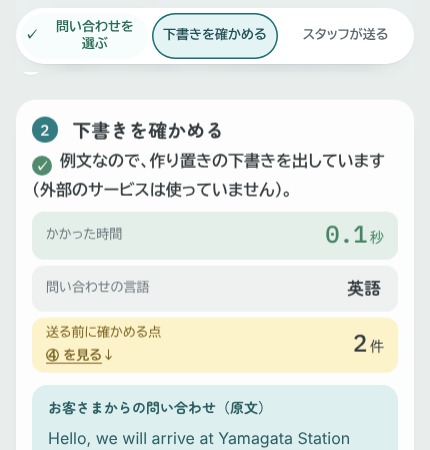 ✓ 問い合わせを
選ぶ
下書きを確かめる
スタッフが送る
2 下書きを確かめる
✓ 例文なので、作り置きの下書きを出しています
（外部のサービスは使っていません）。
かかった時間
0.1秒
問い合わせの言語
英語
送る前に確かめる点
④ を見る↓
2件
お客さまからの問い合わせ（原文）
Hello, we will arrive at Yamagata Station